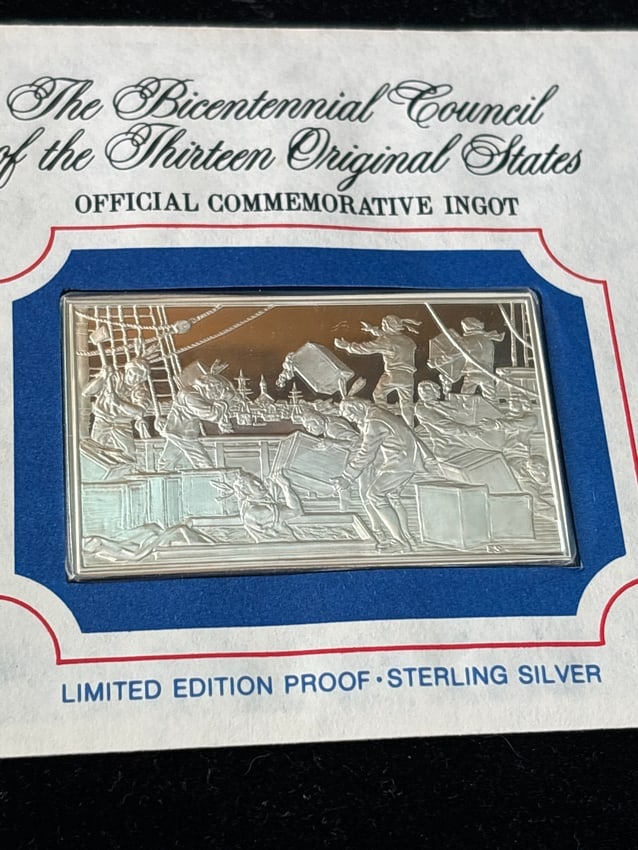 The Bicentennial Council
of the Thirteen Original States
OFFICIAL COMMEMORATIVE INGOT
LIMITED EDITION PROOF·STERLING SILVER